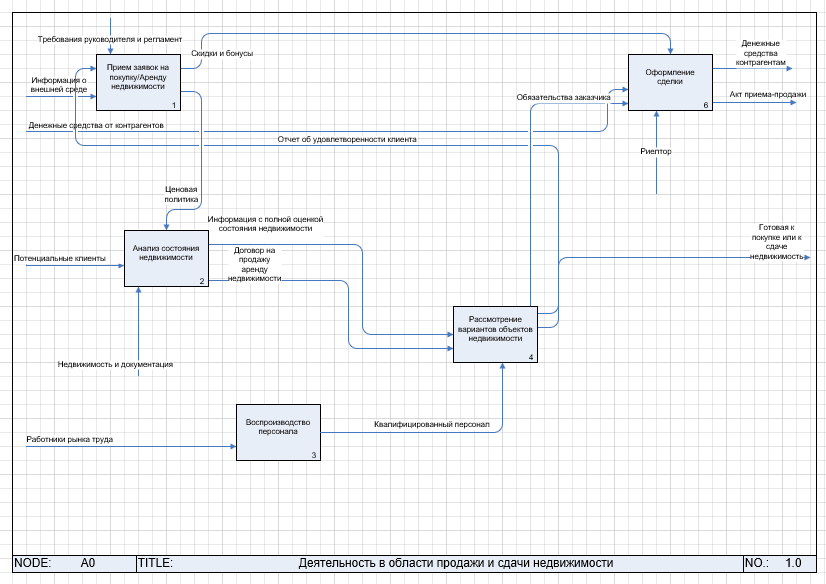 Требования руководителя и регламент
Скидки и бонусы
Прием заявок на
покупку/Аренду
недвижимости
1
Информация о
внешней среде
Денежные средства от контрагентов
Отчет об удовлетворенности клиента
Обязательства заказчика
Оформление
сделки
6
Денежные
средства
контрагентам
Акт приема-продажи
Риелтор
Ценовая
политика
Информация с полной оценкой
состояния недвижимости
Анализ состояния
недвижимости
2
Договор на
продажу
аренду
недвижимости
Потенциальные клиенты
Готовая к
покупке или к
сдаче
недвижимость
Рассмотрение
вариантов объектов
недвижимости
4
Недвижимость и документация
Воспроизводство
персонала
3
Квалифицированный персонал
Работники рынка труда
NODE: A0 TITLE: Деятельность в области продажи и сдачи недвижимости NO.: 1.0